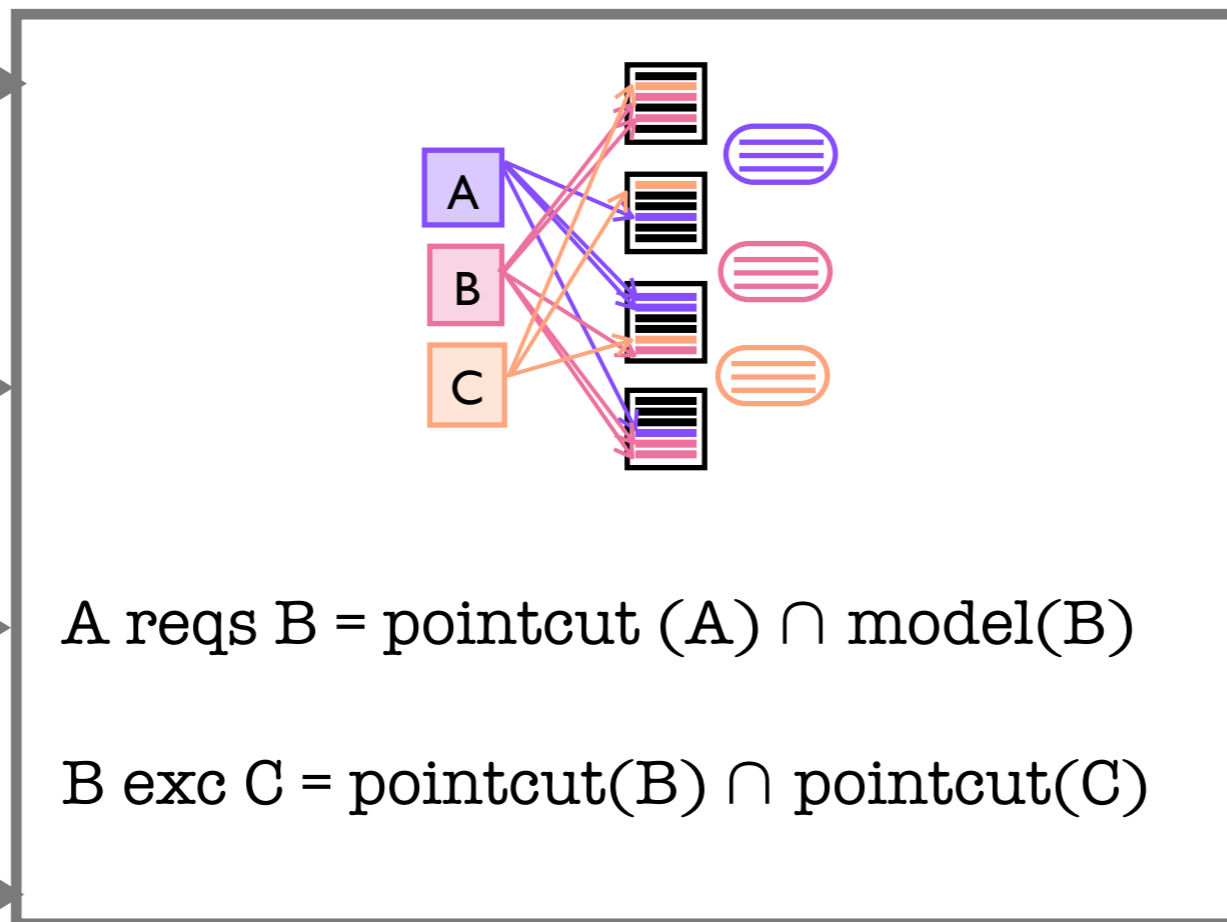 A
B
C
A reqs B = pointcut (A) ∩ model(B)
B exc C = pointcut(B) ∩ pointcut(C)